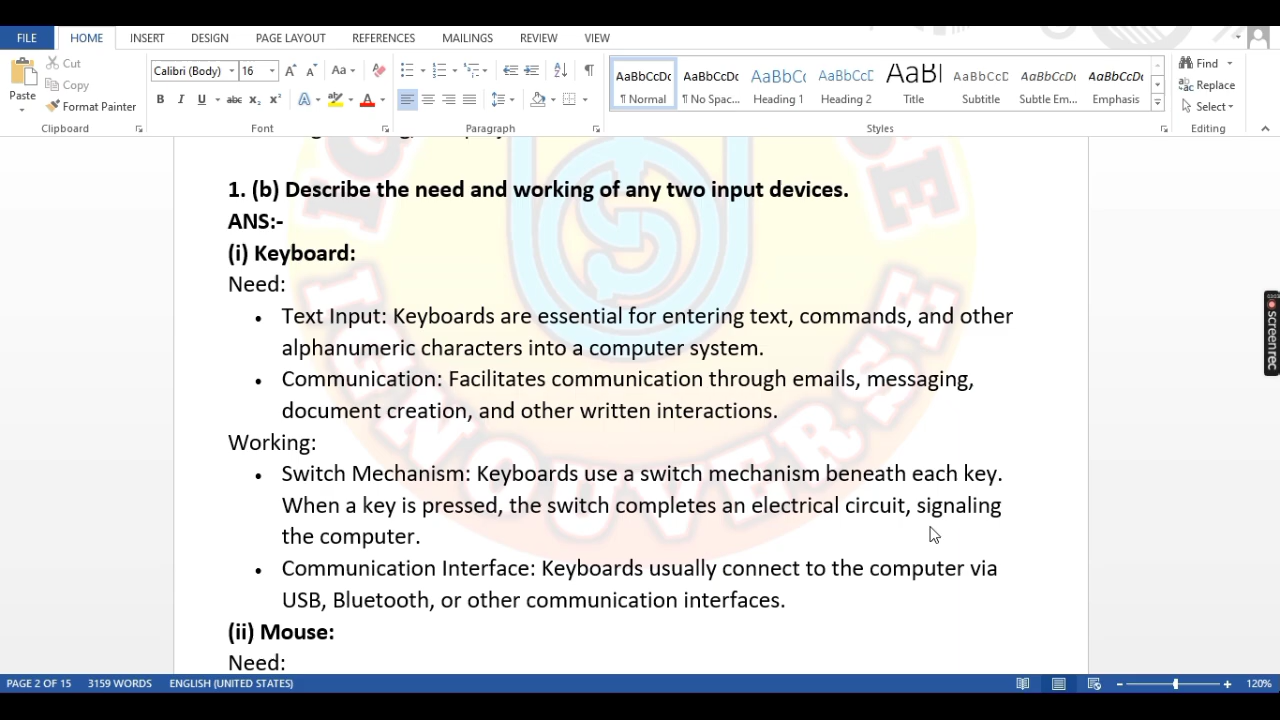 FILE HOME INSERT DESIGN PAGE LAYOUT REFERENCES MAILINGS REVIEW VIEW
Cut
Copy
Format Painter
Paste
Calibri (Body) 16
Aa
B I U abc x₂ x² A A
AaBbCcDc AaBbCcDc AaBbCc AaBbCcC AaBl AaBbCcC AaBbCcDc AaBbCcDc
¶ Normal ¶ No Spac... Heading 1 Heading 2 Title Subtitle Subtle Em... Emphasis
Find
Replace
Select
Clipboard Font Paragraph Styles Editing
1. (b) Describe the need and working of any two input devices.
ANS:-
(i) Keyboard:
Need:
• Text Input: Keyboards are essential for entering text, commands, and other
alphanumeric characters into a computer system.
• Communication: Facilitates communication through emails, messaging,
document creation, and other written interactions.
Working:
• Switch Mechanism: Keyboards use a switch mechanism beneath each key.
When a key is pressed, the switch completes an electrical circuit, signaling
the computer.
• Communication Interface: Keyboards usually connect to the computer via
USB, Bluetooth, or other communication interfaces.
(ii) Mouse:
Need:
screenrec
PAGE 2 OF 15 3159 WORDS ENGLISH (UNITED STATES) 120%